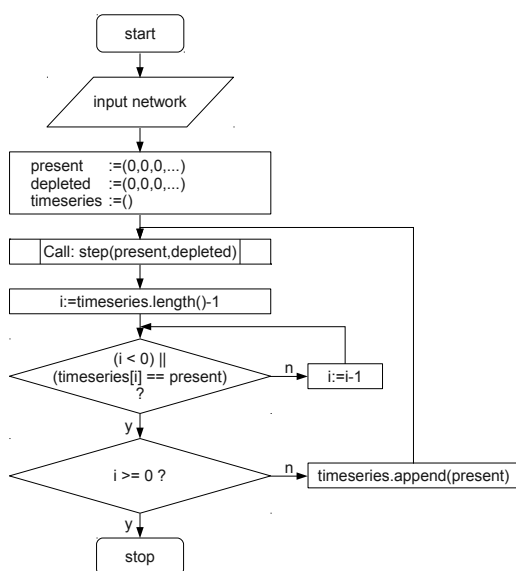 start
input network
present :=(0,0,0,...)
depleted :=(0,0,0,...)
timeseries :=()
Call: step(present,depleted)
i:=timeseries.length()-1
(i < 0) ||
(timeseries[i] == present)
?
n
i:=i-1
y
i >= 0 ?
n
timeseries.append(present)
y
stop